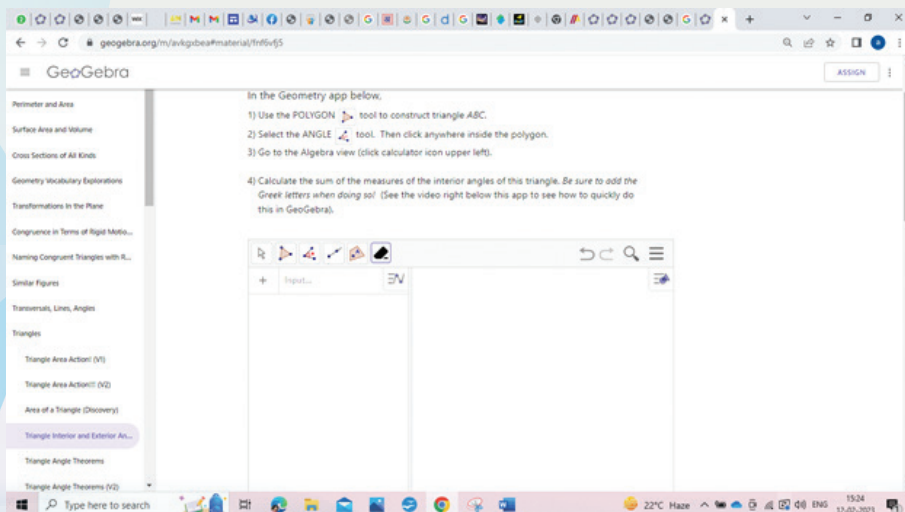 geogebra.org/m/avkgxbea#material/fnf6vfj5
GeoGebra
ASSIGN
Perimeter and Area
Surface Area and Volume
Cross Sections of All Kinds
Geometry Vocabulary Explorations
Transformations in the Plane
Congruence in Terms of Rigid Motio...
Naming Congruent Triangles with R...
Similar Figures
Transversals, Lines, Angles
Triangles
Triangle Area Action! (V1)
Triangle Area Action!!! (V2)
Area of a Triangle (Discovery)
Triangle Interior and Exterior An...
Triangle Angle Theorems
Triangle Angle Theorems (V2)
In the Geometry app below,
1) Use the POLYGON tool to construct triangle ABC.
2) Select the ANGLE tool. Then click anywhere inside the polygon.
3) Go to the Algebra view (click calculator icon upper left).
4) Calculate the sum of the measures of the interior angles of this triangle. Be sure to add the
Greek letters when doing so! (See the video right below this app to see how to quickly do
this in GeoGebra).
Input...
Type here to search
22°C Haze
ENG
15:24
12-02-2023